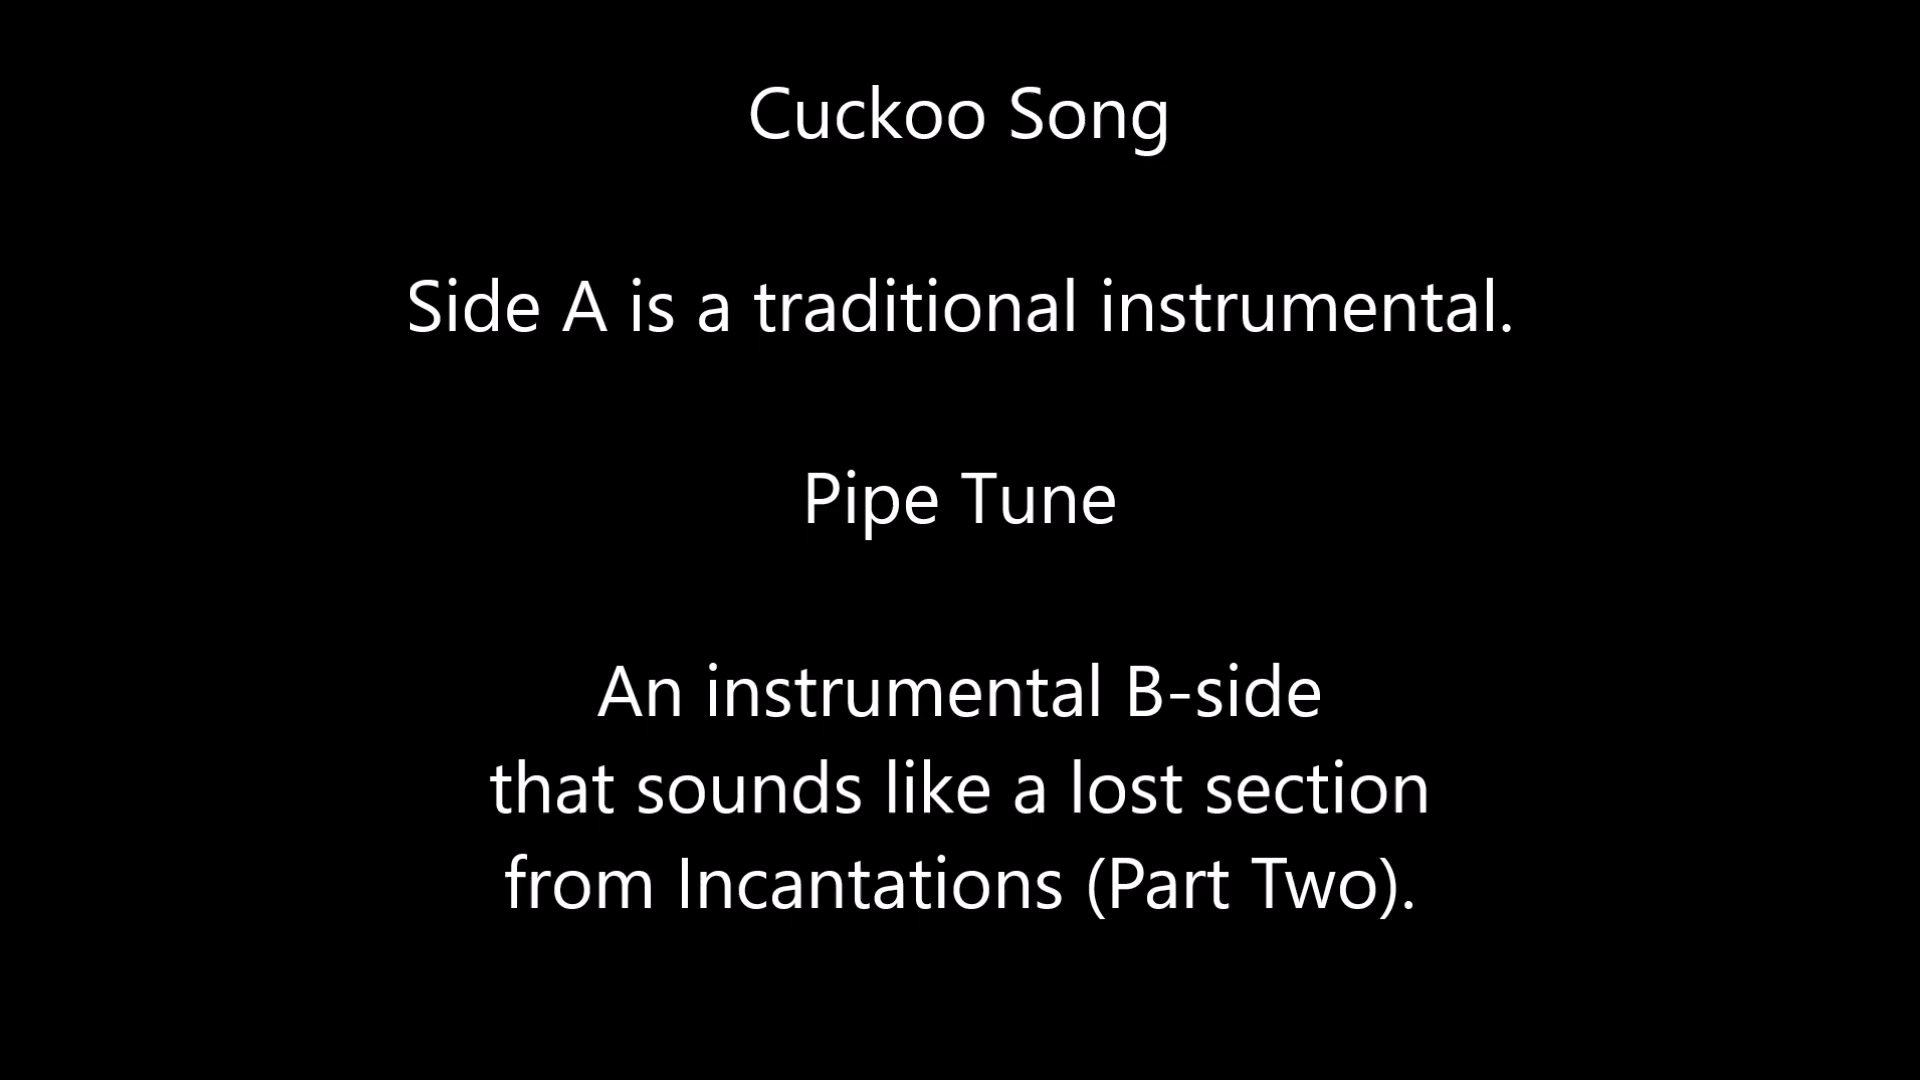 Cuckoo Song
Side A is a traditional instrumental.
Pipe Tune
An instrumental B-side
that sounds like a lost section
from Incantations (Part Two).